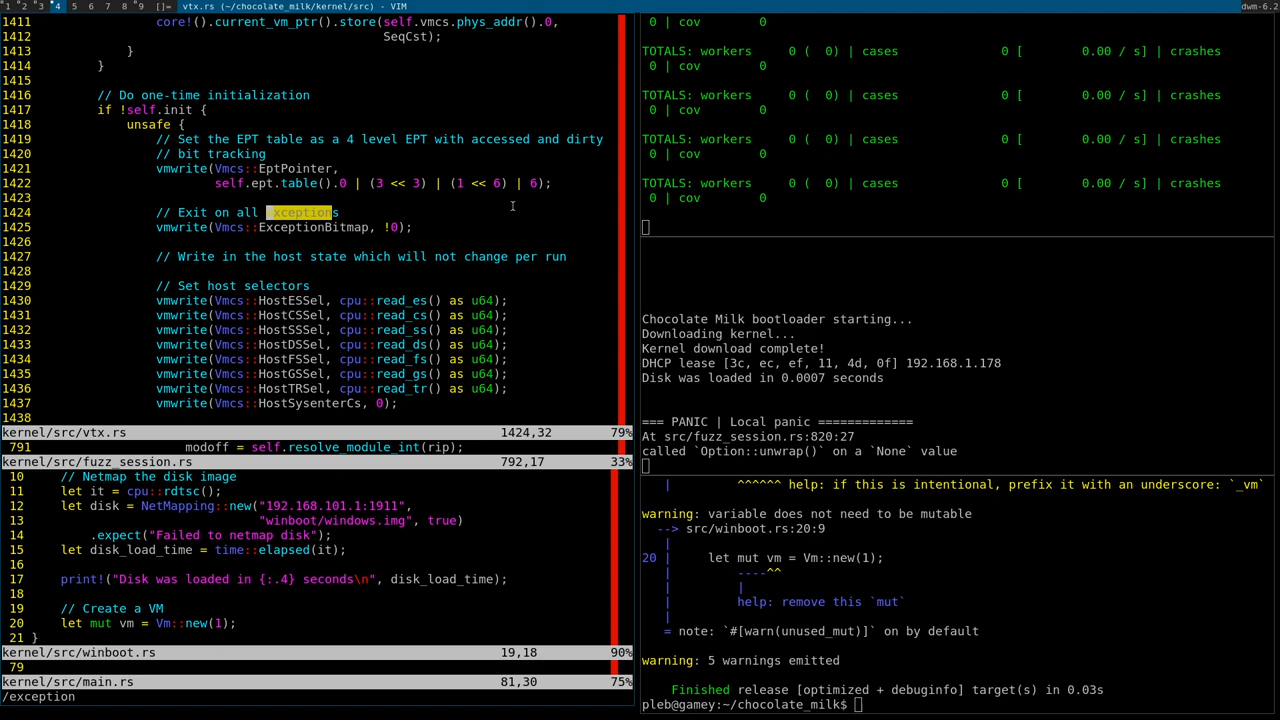 1 2 3 4 5 6 7 8 9 []= vtx.rs (~/chocolate_milk/kernel/src) - VIM dwm-6.2
1411 core!().current_vm_ptr().store(self.vmcs.phys_addr().0,
1412 SeqCst);
1413 }
1414 }
1415
1416 // Do one-time initialization
1417 if !self.init {
1418 unsafe {
1419 // Set the EPT table as a 4 level EPT with accessed and dirty
1420 // bit tracking
1421 vmwrite(Vmcs::EptPointer,
1422 self.ept.table().0 | (3 << 3) | (1 << 6) | 6);
1423
1424 // Exit on all exceptions
1425 vmwrite(Vmcs::ExceptionBitmap, !0);
1426
1427 // Write in the host state which will not change per run
1428
1429 // Set host selectors
1430 vmwrite(Vmcs::HostESSel, cpu::read_es() as u64);
1431 vmwrite(Vmcs::HostCSSel, cpu::read_cs() as u64);
1432 vmwrite(Vmcs::HostSSSel, cpu::read_ss() as u64);
1433 vmwrite(Vmcs::HostDSSel, cpu::read_ds() as u64);
1434 vmwrite(Vmcs::HostFSSel, cpu::read_fs() as u64);
1435 vmwrite(Vmcs::HostGSSel, cpu::read_gs() as u64);
1436 vmwrite(Vmcs::HostTRSel, cpu::read_tr() as u64);
1437 vmwrite(Vmcs::HostSysenterCs, 0);
1438
kernel/src/vtx.rs 1424,32 79%
791 modoff = self.resolve_module_int(rip);
kernel/src/fuzz_session.rs 792,17 33%
10 // Netmap the disk image
11 let it = cpu::rdtsc();
12 let disk = NetMapping::new("192.168.101.1:1911",
13 "winboot/windows.img", true)
14 .expect("Failed to netmap disk");
15 let disk_load_time = time::elapsed(it);
16
17 print!("Disk was loaded in {:.4} seconds\n", disk_load_time);
18
19 // Create a VM
20 let mut vm = Vm::new(1);
21 }
kernel/src/winboot.rs 19,18 90%
79
kernel/src/main.rs 81,30 75%
/exception
0 | cov 0
TOTALS: workers 0 ( 0) | cases 0 [ 0.00 / s] | crashes
0 | cov 0
TOTALS: workers 0 ( 0) | cases 0 [ 0.00 / s] | crashes
0 | cov 0
TOTALS: workers 0 ( 0) | cases 0 [ 0.00 / s] | crashes
0 | cov 0
TOTALS: workers 0 ( 0) | cases 0 [ 0.00 / s] | crashes
0 | cov 0
Chocolate Milk bootloader starting...
Downloading kernel...
Kernel download complete!
DHCP lease [3c, ec, ef, 11, 4d, 0f] 192.168.1.178
Disk was loaded in 0.0007 seconds
=== PANIC | Local panic =============
At src/fuzz_session.rs:820:27
called `Option::unwrap()` on a `None` value
| ^^^^^^ help: if this is intentional, prefix it with an underscore: `_vm`
warning: variable does not need to be mutable
--> src/winboot.rs:20:9
|
20 | let mut vm = Vm::new(1);
| ----^^
| |
| help: remove this `mut`
|
= note: `#[warn(unused_mut)]` on by default
warning: 5 warnings emitted
Finished release [optimized + debuginfo] target(s) in 0.03s
pleb@gamey:~/chocolate_milk$